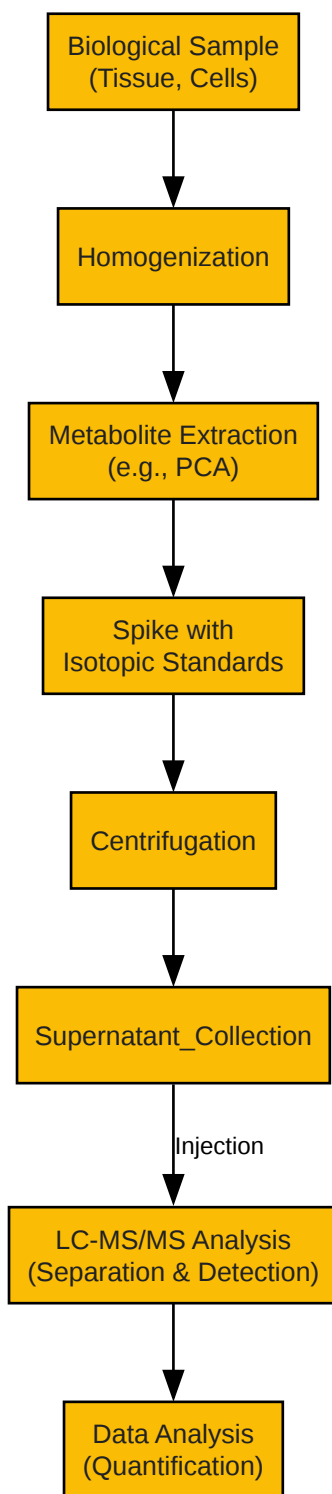 Biological Sample
(Tissue, Cells)
Homogenization
Metabolite Extraction
(e.g., PCA)
Spike with
Isotopic Standards
Centrifugation
Supernatant_Collection
Injection
LC-MS/MS Analysis
(Separation & Detection)
Data Analysis
(Quantification)